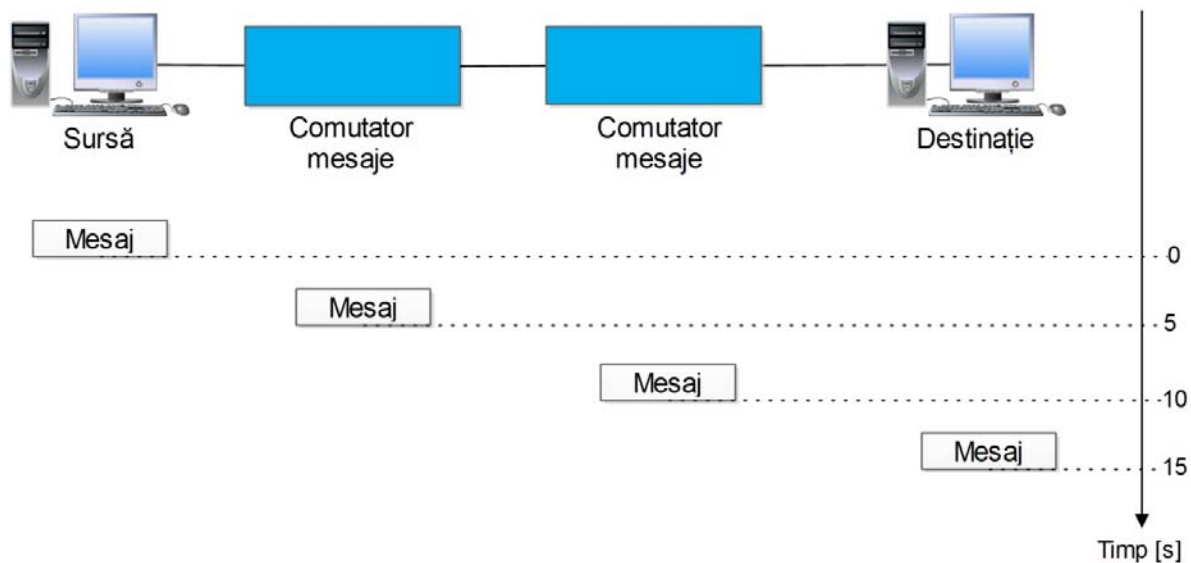 Sursă
Comutator
mesaje
Comutator
mesaje
Destinație
Mesaj
0
Mesaj
5
Mesaj
10
Mesaj
15
Timp [s]